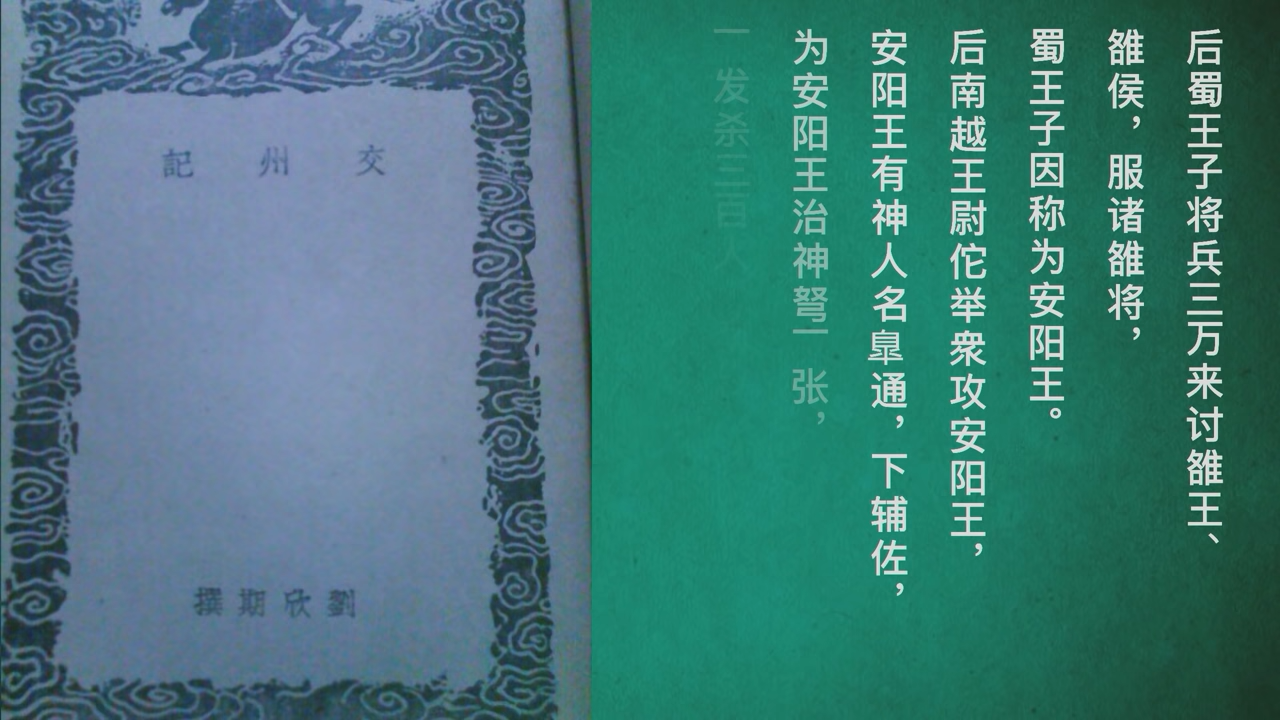 交州記
劉欣期撰
后蜀王子将兵三万来讨雒王、
雒侯，服诸雒将，
蜀王子因称为安阳王。
后南越王尉佗举衆攻安阳王，
安阳王有神人名臯通，下辅佐，
为安阳王治神弩一张，
一发杀三百人